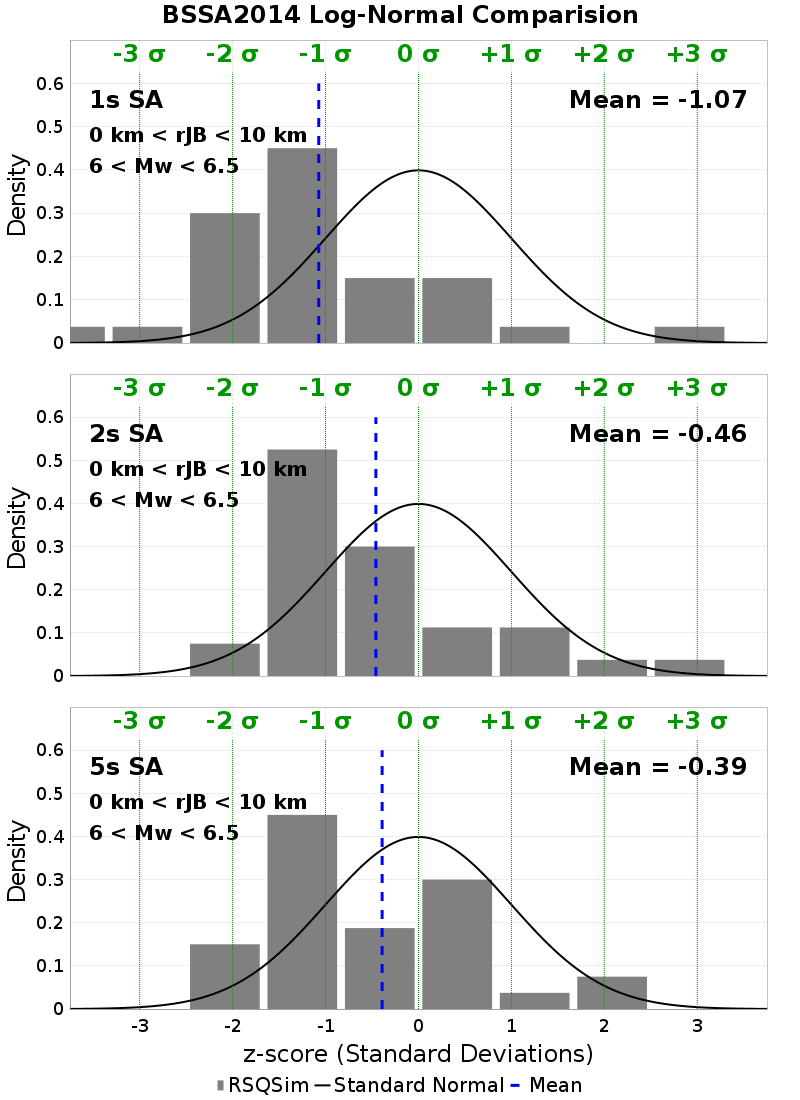 BSSA2014 Log-Normal Comparision
-3 σ -2 σ -1 σ 0 σ +1 σ +2 σ +3 σ
1s SA
Mean = -1.07
0 km < rJB < 10 km
6 < Mw < 6.5
0.6
0.5
0.4
0.3
0.2
0.1
0
Density
-3 σ -2 σ -1 σ 0 σ +1 σ +2 σ +3 σ
2s SA
Mean = -0.46
0 km < rJB < 10 km
6 < Mw < 6.5
0.6
0.5
0.4
0.3
0.2
0.1
0
Density
-3 σ -2 σ -1 σ 0 σ +1 σ +2 σ +3 σ
5s SA
Mean = -0.39
0 km < rJB < 10 km
6 < Mw < 6.5
0.6
0.5
0.4
0.3
0.2
0.1
0
Density
-3 -2 -1 0 1 2 3
z-score (Standard Deviations)
RSQSim Standard Normal Mean